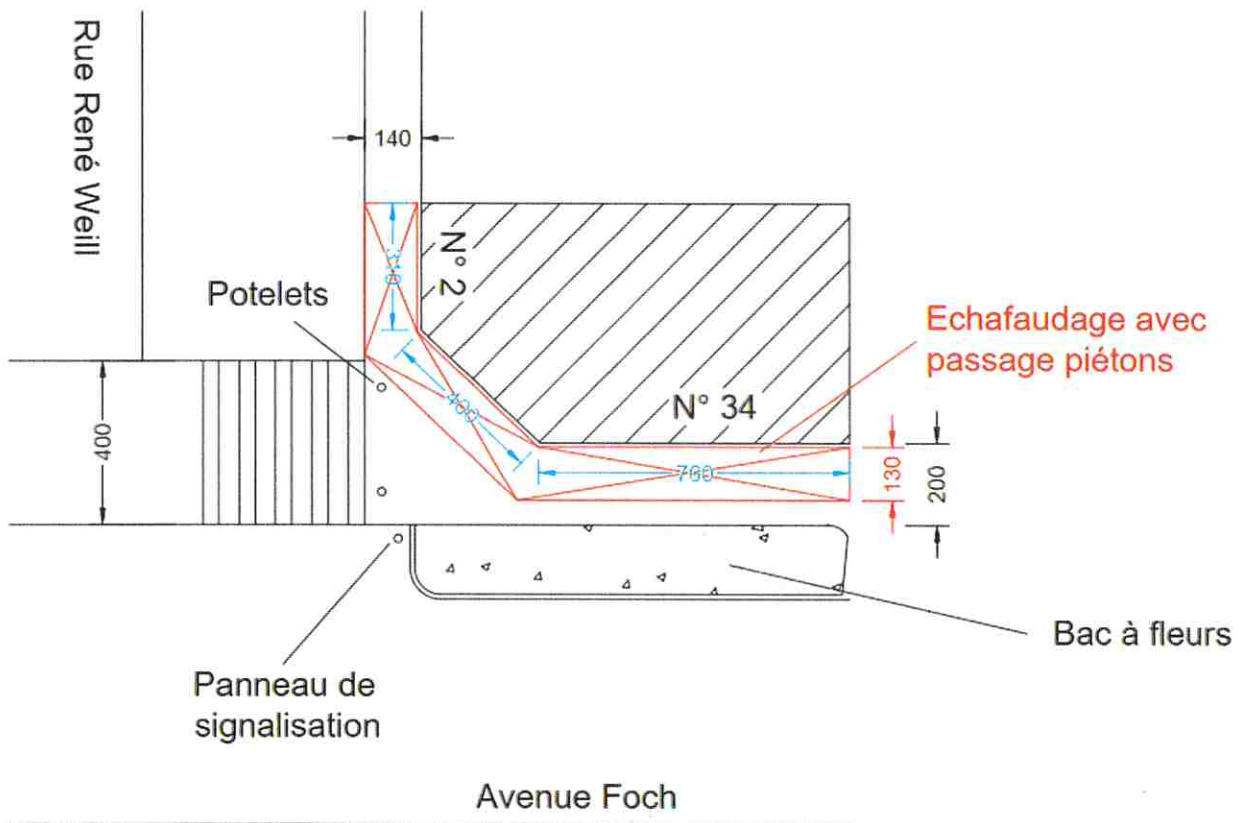 Rue René Weill
140
N° 2
310
Potelets
Echafaudage avec
passage piétons
N° 34
400
400
760
130
200
Bac à fleurs
Panneau de
signalisation
Avenue Foch